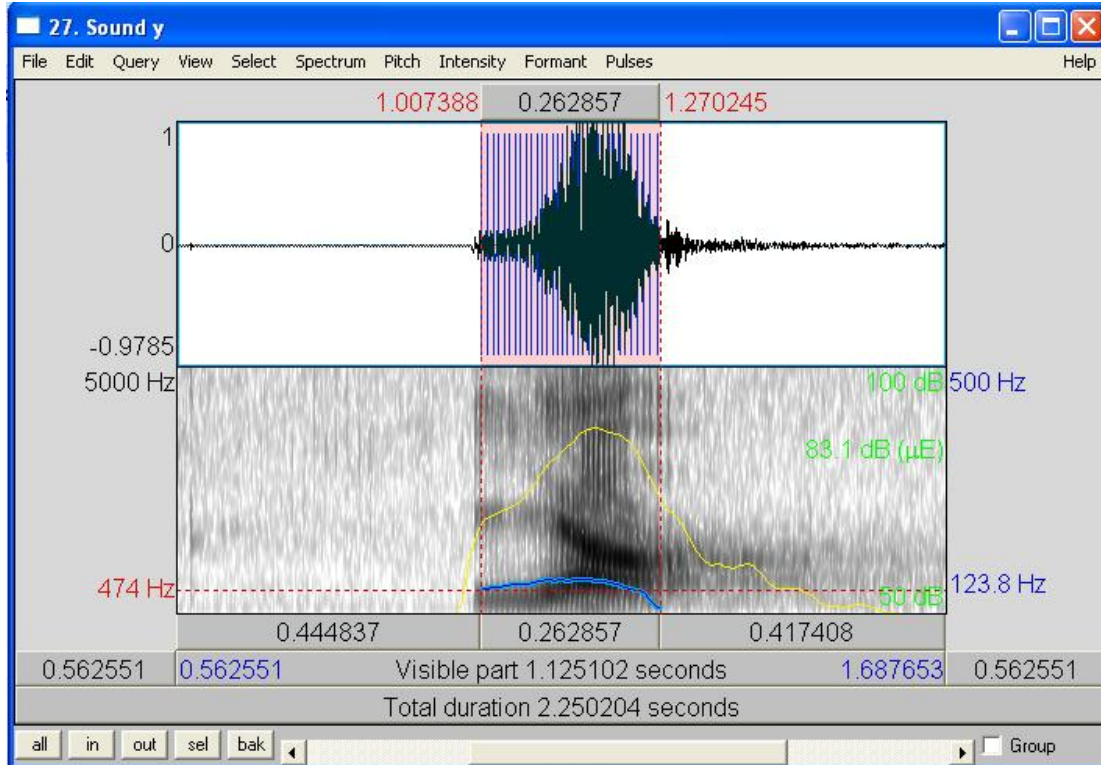 27. Sound y
File Edit Query View Select Spectrum Pitch Intensity Formant Pulses Help
1.007388 0.262857 1.270245
1
0
-0.9785
5000 Hz 100 dB 500 Hz
83.1 dB (µE)
474 Hz 50 dB 123.8 Hz
0.444837 0.262857 0.417408
0.562551 0.562551 Visible part 1.125102 seconds 1.687653 0.562551
Total duration 2.250204 seconds
all in out sel bak Group